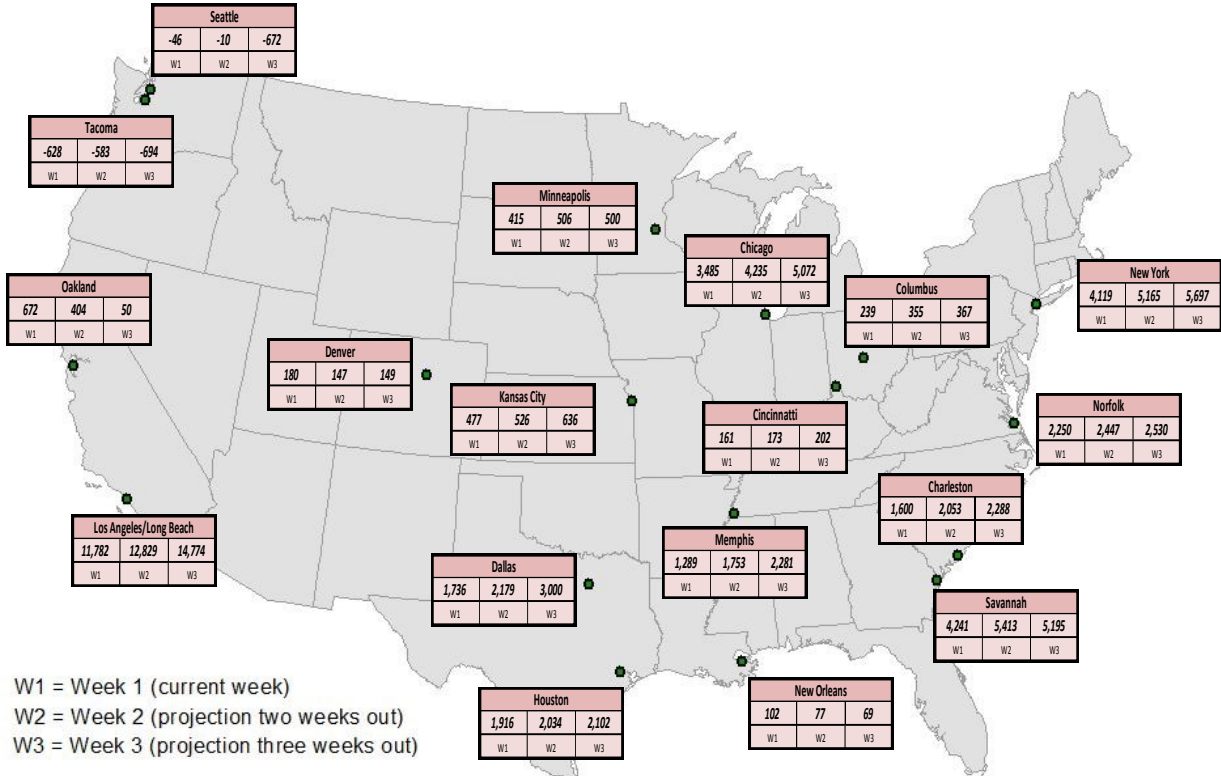 Seattle
-46 -10 -672
W1 W2 W3
Tacoma
-628 -583 -694
W1 W2 W3
Minneapolis
415 506 500
W1 W2 W3
Chicago
3,485 4,235 5,072
W1 W2 W3
New York
4,119 5,165 5,697
W1 W2 W3
Oakland
672 404 50
W1 W2 W3
Columbus
239 355 367
W1 W2 W3
Denver
180 147 149
W1 W2 W3
Kansas City
477 526 636
W1 W2 W3
Cincinnatti
161 173 202
W1 W2 W3
Norfolk
2,250 2,447 2,530
W1 W2 W3
Charleston
1,600 2,053 2,288
W1 W2 W3
Los Angeles/Long Beach
11,782 12,829 14,774
W1 W2 W3
Memphis
1,289 1,753 2,281
W1 W2 W3
Dallas
1,736 2,179 3,000
W1 W2 W3
Savannah
4,241 5,413 5,195
W1 W2 W3
New Orleans
102 77 69
W1 W2 W3
Houston
1,916 2,034 2,102
W1 W2 W3
W1 = Week 1 (current week)
W2 = Week 2 (projection two weeks out)
W3 = Week 3 (projection three weeks out)